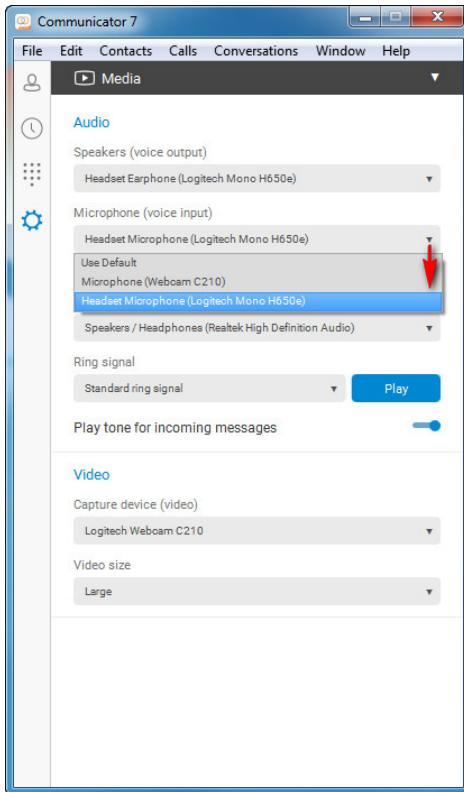 Communicator 7
File Edit Contacts Calls Conversations Window Help
Media
Audio
Speakers (voice output)
Headset Earphone (Logitech Mono H650e)
Microphone (voice input)
Headset Microphone (Logitech Mono H650e)
Use Default
Microphone (Webcam C210)
Headset Microphone (Logitech Mono H650e)
Speakers / Headphones (Realtek High Definition Audio)
Ring signal
Standard ring signal
Play
Play tone for incoming messages
Video
Capture device (video)
Logitech Webcam C210
Video size
Large